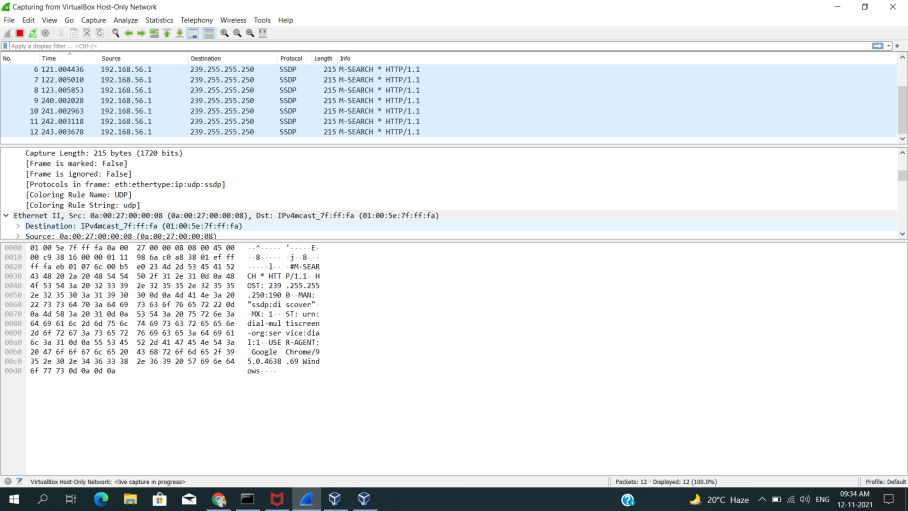 Capturing from VirtualBox Host-Only Network
File Edit View Go Capture Analyze Statistics Telephony Wireless Tools Help
Apply a display filter ... <Ctrl-/>
No. Time Source Destination Protocol Length Info
6 121.004436 192.168.56.1 239.255.255.250 SSDP 215 M-SEARCH * HTTP/1.1
7 122.005010 192.168.56.1 239.255.255.250 SSDP 215 M-SEARCH * HTTP/1.1
8 123.005853 192.168.56.1 239.255.255.250 SSDP 215 M-SEARCH * HTTP/1.1
9 240.002028 192.168.56.1 239.255.255.250 SSDP 215 M-SEARCH * HTTP/1.1
10 241.002963 192.168.56.1 239.255.255.250 SSDP 215 M-SEARCH * HTTP/1.1
11 242.003118 192.168.56.1 239.255.255.250 SSDP 215 M-SEARCH * HTTP/1.1
12 243.003678 192.168.56.1 239.255.255.250 SSDP 215 M-SEARCH * HTTP/1.1
Capture Length: 215 bytes (1720 bits)
[Frame is marked: False]
[Frame is ignored: False]
[Protocols in frame: eth:ethertype:ip:udp:ssdp]
[Coloring Rule Name: UDP]
[Coloring Rule String: udp]
Ethernet II, Src: 0a:00:27:00:00:08 (0a:00:27:00:00:08), Dst: IPv4mcast_7f:ff:fa (01:00:5e:7f:ff:fa)
Destination: IPv4mcast_7f:ff:fa (01:00:5e:7f:ff:fa)
Source: 0a:00:27:00:00:08 (0a:00:27:00:00:08)
0000 01 00 5e 7f ff fa 0a 00 27 00 00 08 08 00 45 00 ··^····· '·····E·
0010 00 c9 38 16 00 00 01 11 98 6a c0 a8 38 01 ef ff ··8····· ·j··8···
0020 ff fa eb 01 07 6c 00 b5 e0 23 4d 2d 53 45 41 52 ·····l·· ·#M-SEAR
0030 43 48 20 2a 20 48 54 54 50 2f 31 2e 31 0d 0a 48 CH * HTT P/1.1··H
0040 4f 53 54 3a 20 32 33 39 2e 32 35 35 2e 32 35 35 OST: 239 .255.255
0050 2e 32 35 30 3a 31 39 30 30 0d 0a 4d 41 4e 3a 20 .250:190 0··MAN:
0060 22 73 73 64 70 3a 64 69 73 63 6f 76 65 72 22 0d "ssdp:di scover"·
0070 0a 4d 58 3a 20 31 0d 0a 53 54 3a 20 75 72 6e 3a ·MX: 1·· ST: urn:
0080 64 69 61 6c 2d 6d 75 6c 74 69 73 63 72 65 65 6e dial-mul tiscreen
0090 2d 6f 72 67 3a 73 65 72 76 69 63 65 3a 64 69 61 -org:ser vice:dia
00a0 6c 3a 31 0d 0a 55 53 45 52 2d 41 47 45 4e 54 3a l:1··USE R-AGENT:
00b0 20 47 6f 6f 67 6c 65 20 43 68 72 6f 6d 65 2f 39 Google Chrome/9
00c0 35 2e 30 2e 34 36 33 38 2e 36 39 20 57 69 6e 64 5.0.4638 .69 Wind
00d0 6f 77 73 0d 0a 0d 0a ows····
VirtualBox Host-Only Network: <live capture in progress> Packets: 12 · Displayed: 12 (100.0%) Profile: Default
20°C Haze ENG 09:34 AM
12-11-2021